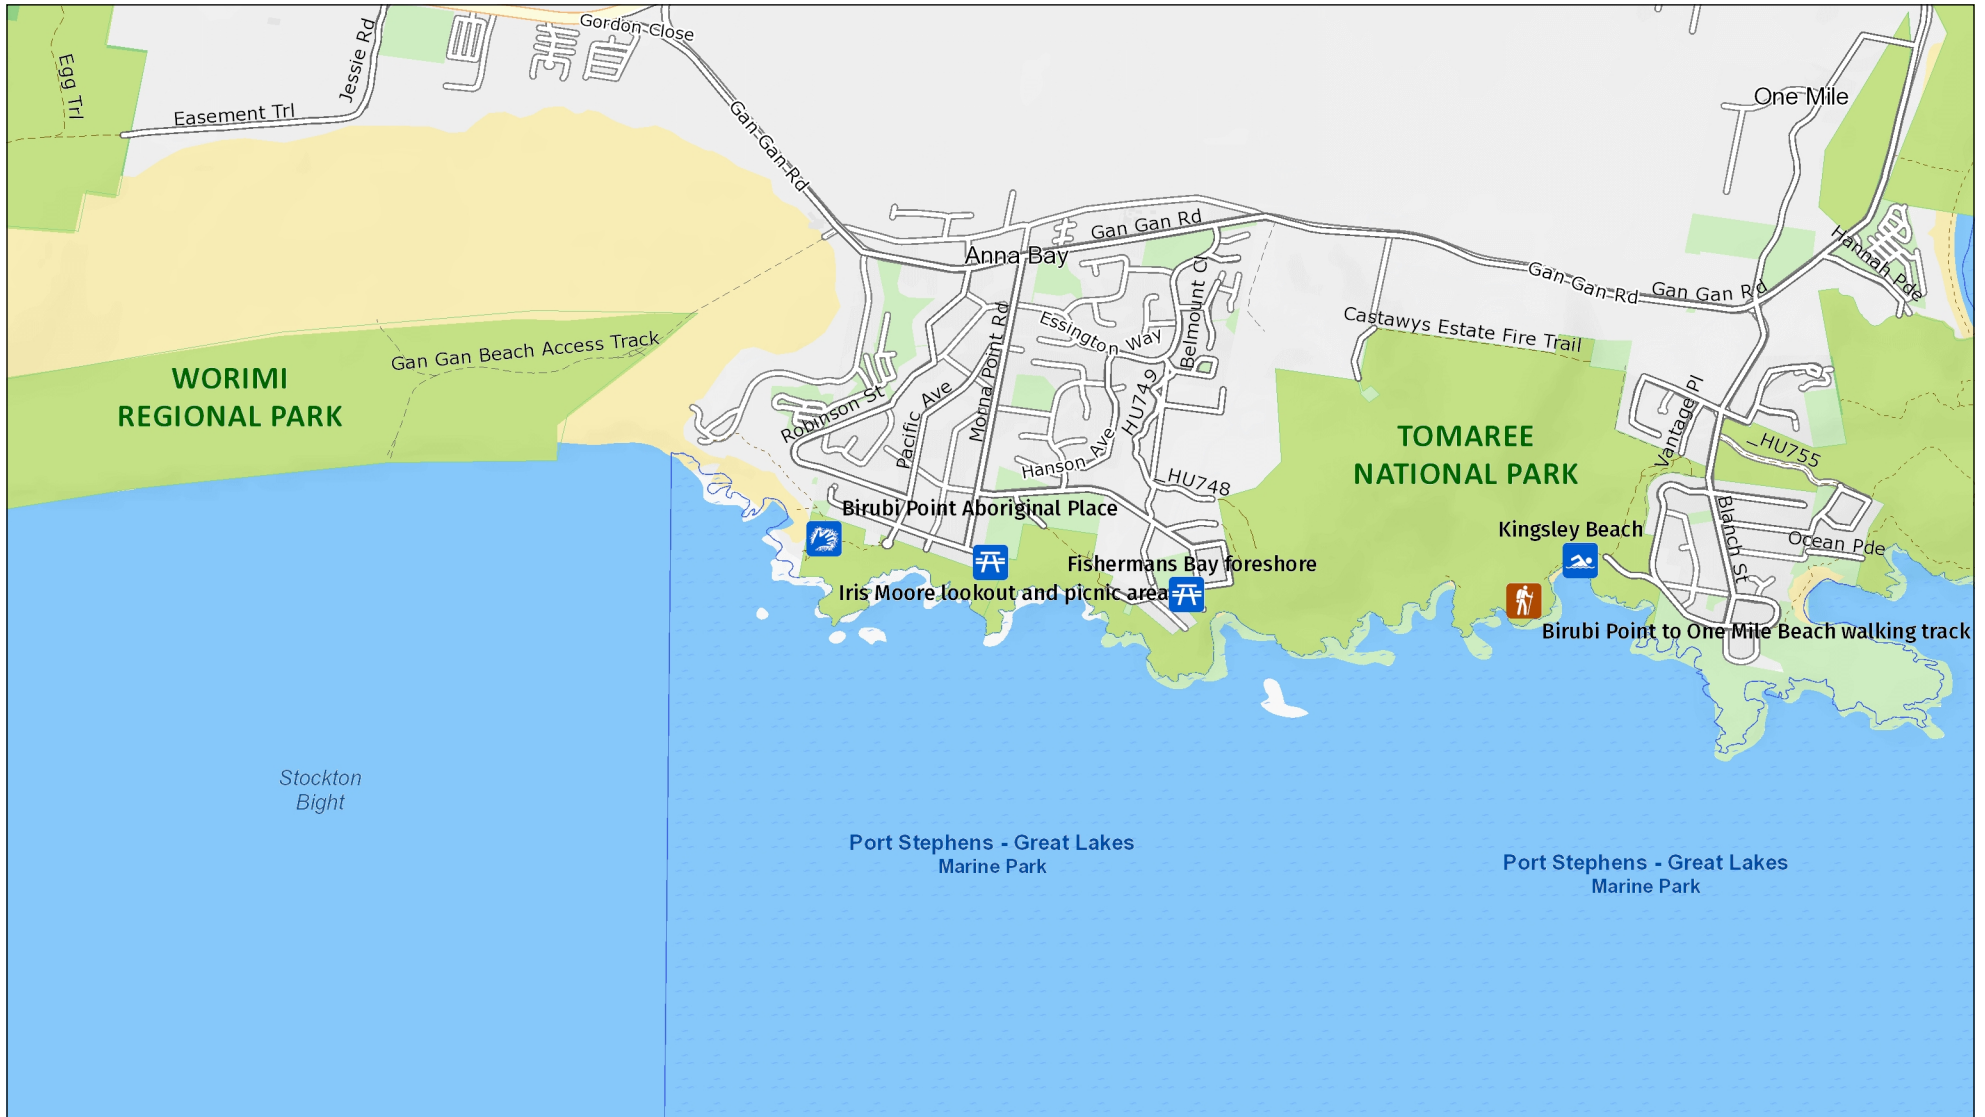 Gordon Close
Egg Trl
Jessie Rd
Easement Trl
One Mile
Gan Gan Rd
Gan Gan Rd
Anna Bay
Hannah Pde
Gan Gan Rd
Gan Gan Rd
Belmount Cl
Essington Way
Morna Point Rd
Castawys Estate Fire Trail
Gan Gan Beach Access Track
WORIMI
REGIONAL PARK
Robinson St
Pacific Ave
HU749
Vantage Pl
TOMAREE
NATIONAL PARK
_HU755
Hanson Ave
_HU748
Birubi Point Aboriginal Place
Kingsley Beach
Blanch St
Ocean Pde
Fishermans Bay foreshore
Iris Moore lookout and picnic area
Birubi Point to One Mile Beach walking track
Stockton
Bight
Port Stephens - Great Lakes
Marine Park
Port Stephens - Great Lakes
Marine Park